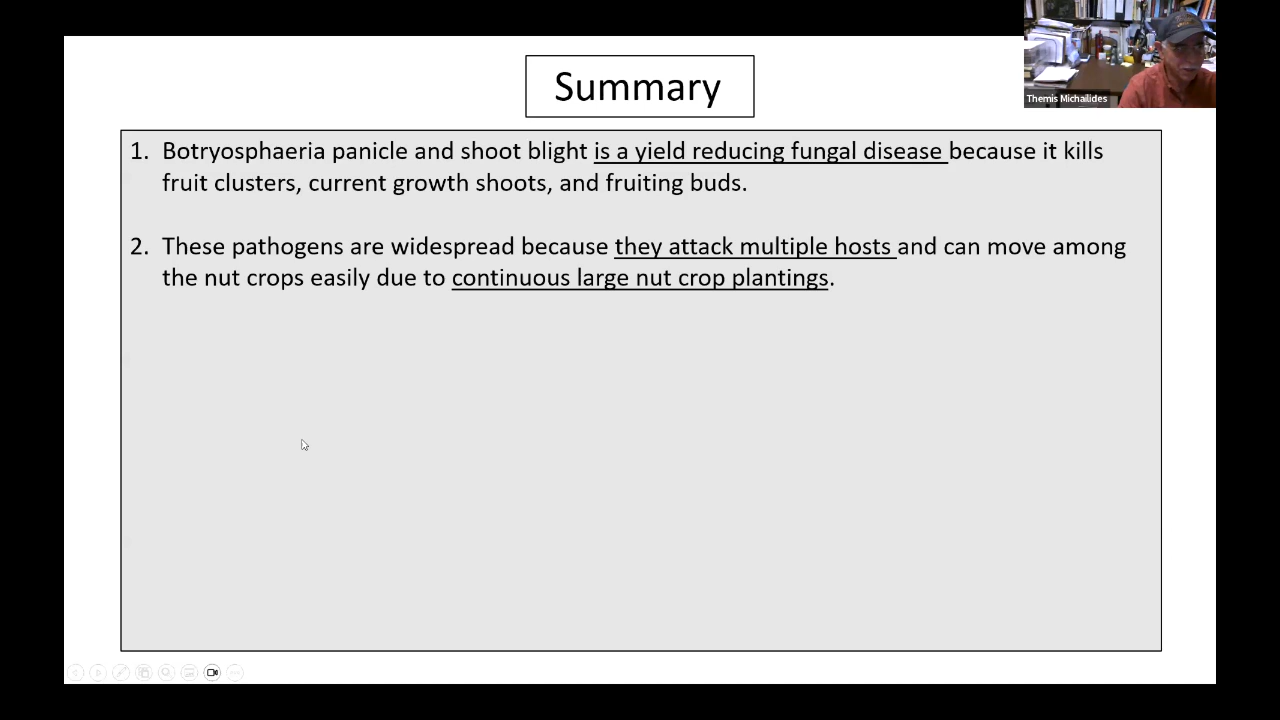 Summary
Themis Michailides
1. Botryosphaeria panicle and shoot blight is a yield reducing fungal disease because it kills
fruit clusters, current growth shoots, and fruiting buds.
2. These pathogens are widespread because they attack multiple hosts and can move among
the nut crops easily due to continuous large nut crop plantings.